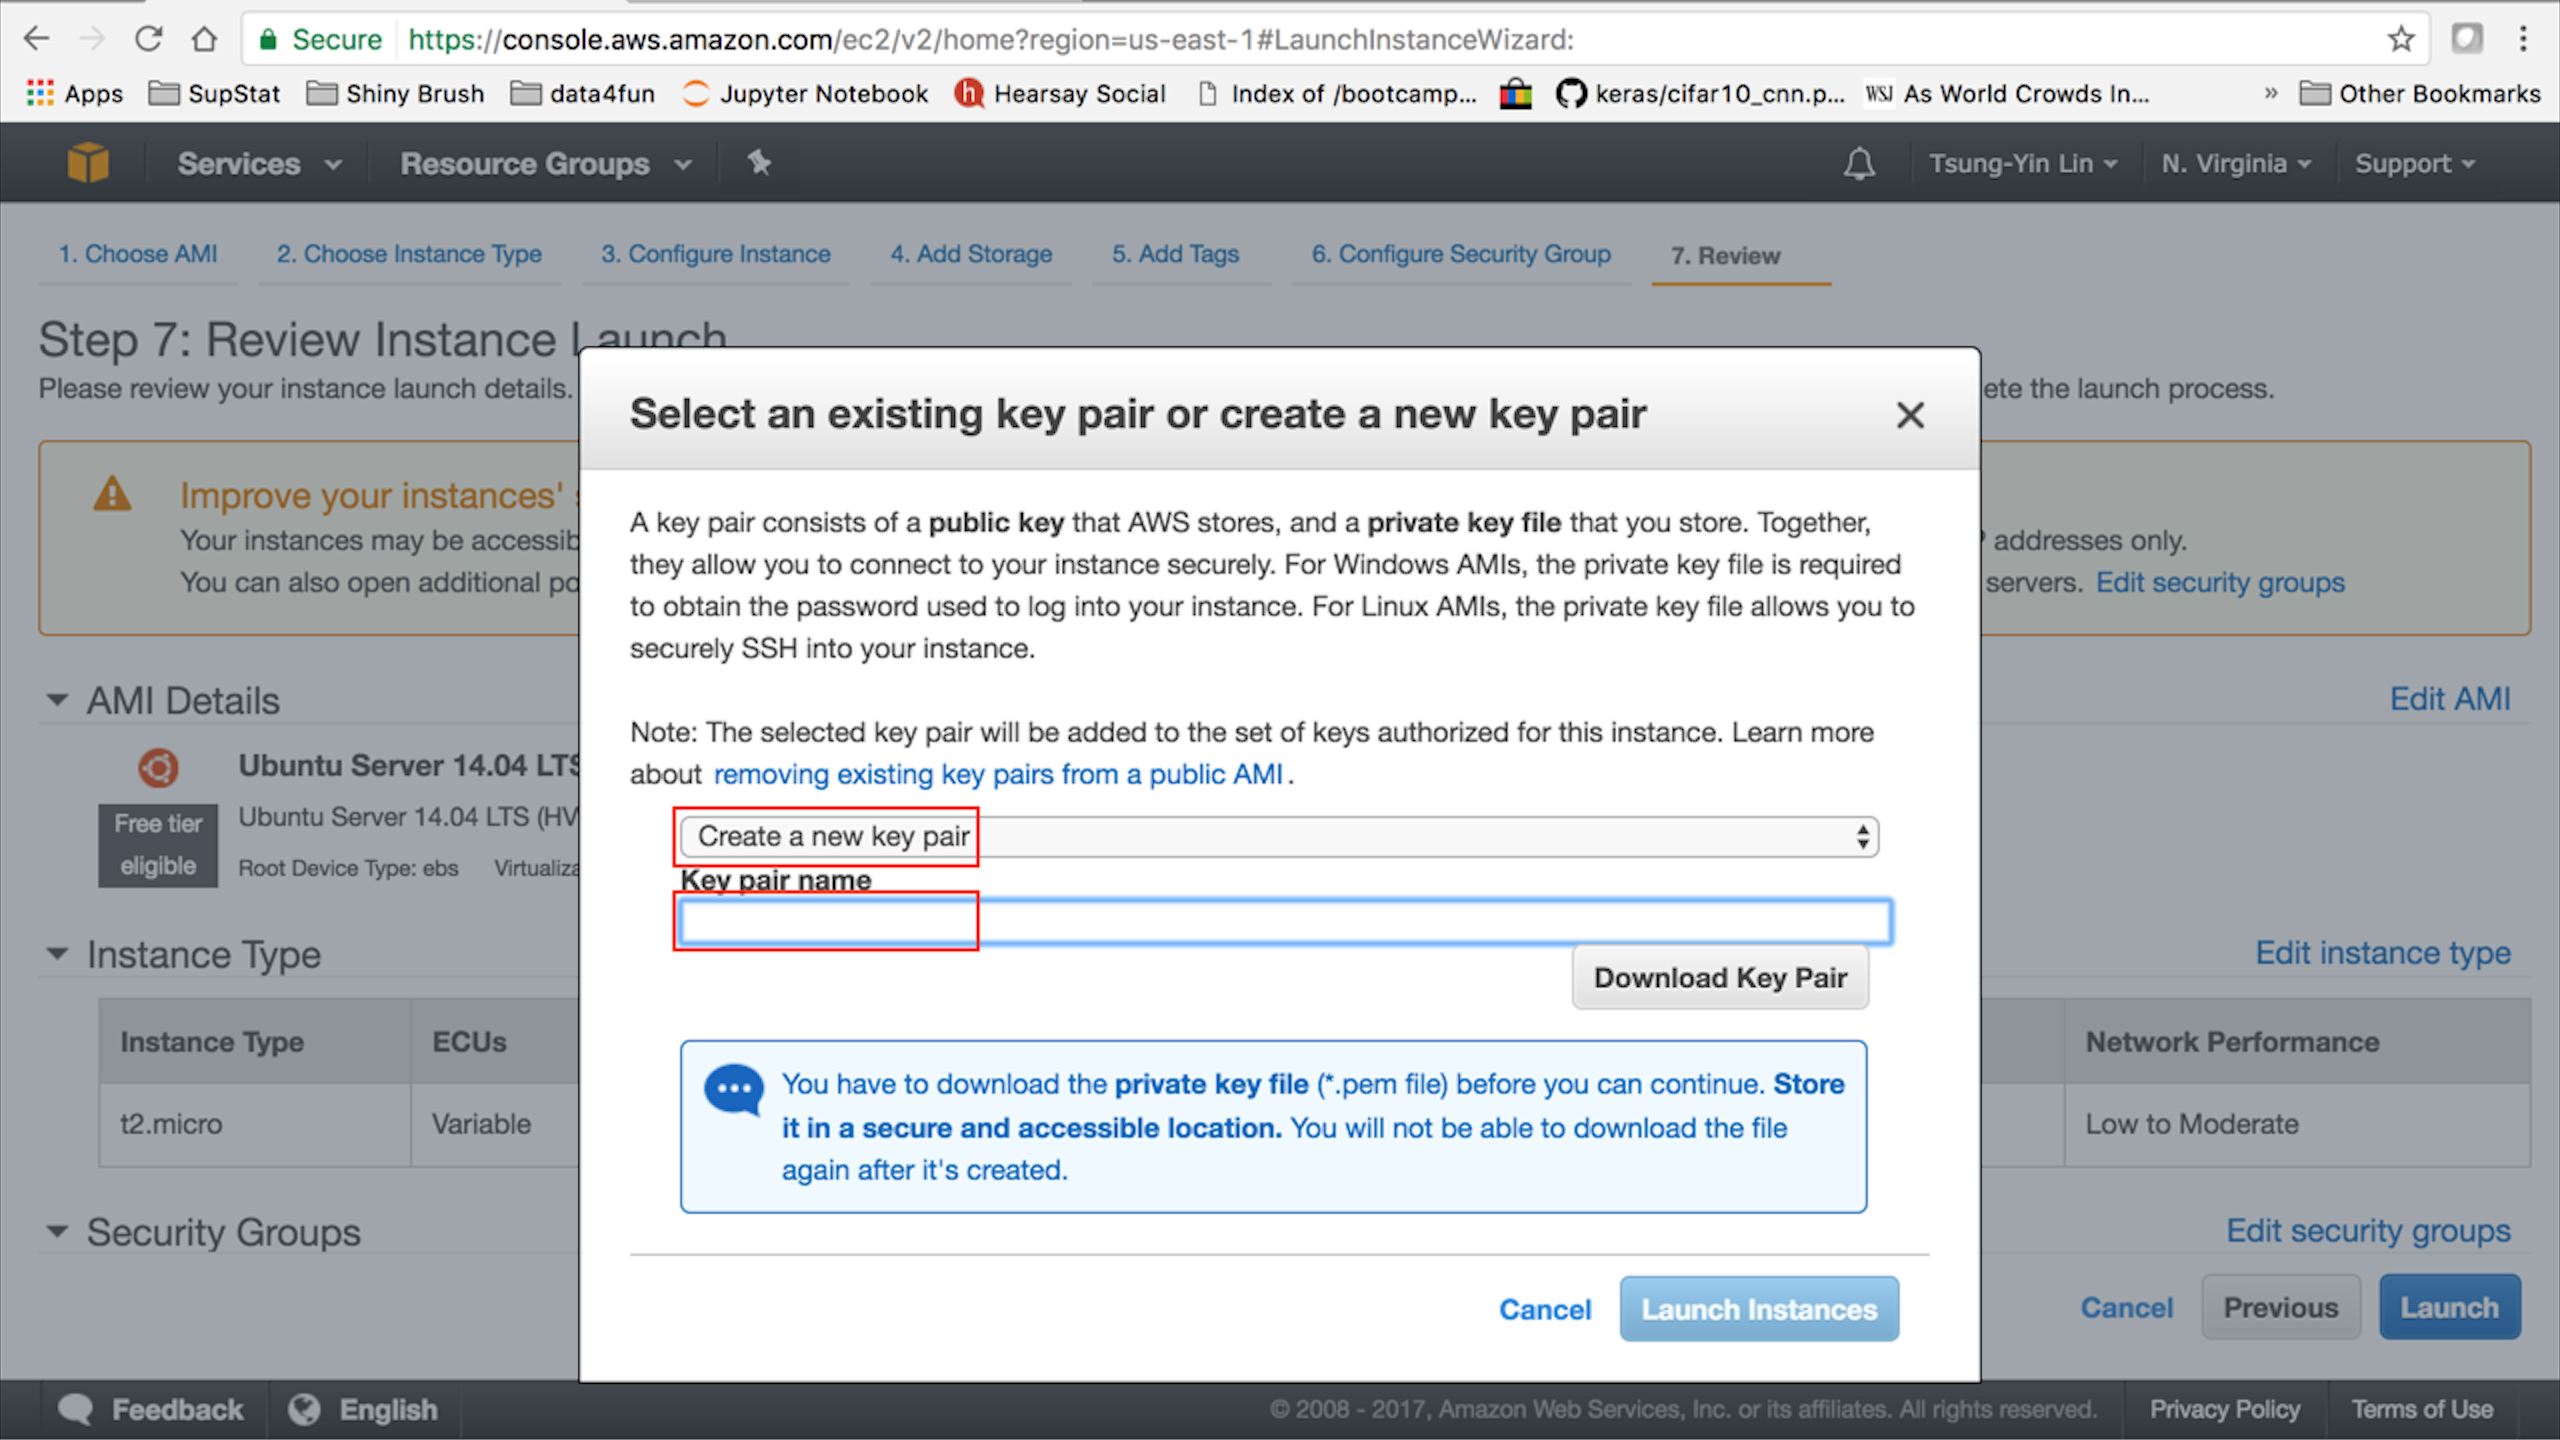 Secure https://console.aws.amazon.com/ec2/v2/home?region=us-east-1#LaunchInstanceWizard:
Apps SupStat Shiny Brush data4fun Jupyter Notebook Hearsay Social Index of /bootcamp... keras/cifar10_cnn.p... WSJ As World Crowds In... » Other Bookmarks
Services Resource Groups Tsung-Yin Lin N. Virginia Support
1. Choose AMI 2. Choose Instance Type 3. Configure Instance 4. Add Storage 5. Add Tags 6. Configure Security Group 7. Review
Step 7: Review Instance Launch
Please review your instance launch details. ete the launch process.
Improve your instances'
Your instances may be accessib addresses only.
You can also open additional po servers. Edit security groups
AMI Details Edit AMI
Ubuntu Server 14.04 LTS
Free tier eligible
Ubuntu Server 14.04 LTS (HV
Root Device Type: ebs Virtualiza
Instance Type Edit instance type
Instance Type ECUs Network Performance
t2.micro Variable Low to Moderate
Security Groups Edit security groups
Cancel Previous Launch
Select an existing key pair or create a new key pair
A key pair consists of a public key that AWS stores, and a private key file that you store. Together,
they allow you to connect to your instance securely. For Windows AMIs, the private key file is required
to obtain the password used to log into your instance. For Linux AMIs, the private key file allows you to
securely SSH into your instance.
Note: The selected key pair will be added to the set of keys authorized for this instance. Learn more
about removing existing key pairs from a public AMI.
Create a new key pair
Key pair name
Download Key Pair
You have to download the private key file (*.pem file) before you can continue. Store
it in a secure and accessible location. You will not be able to download the file
again after it's created.
Cancel Launch Instances
Feedback English © 2008 - 2017, Amazon Web Services, Inc. or its affiliates. All rights reserved. Privacy Policy Terms of Use